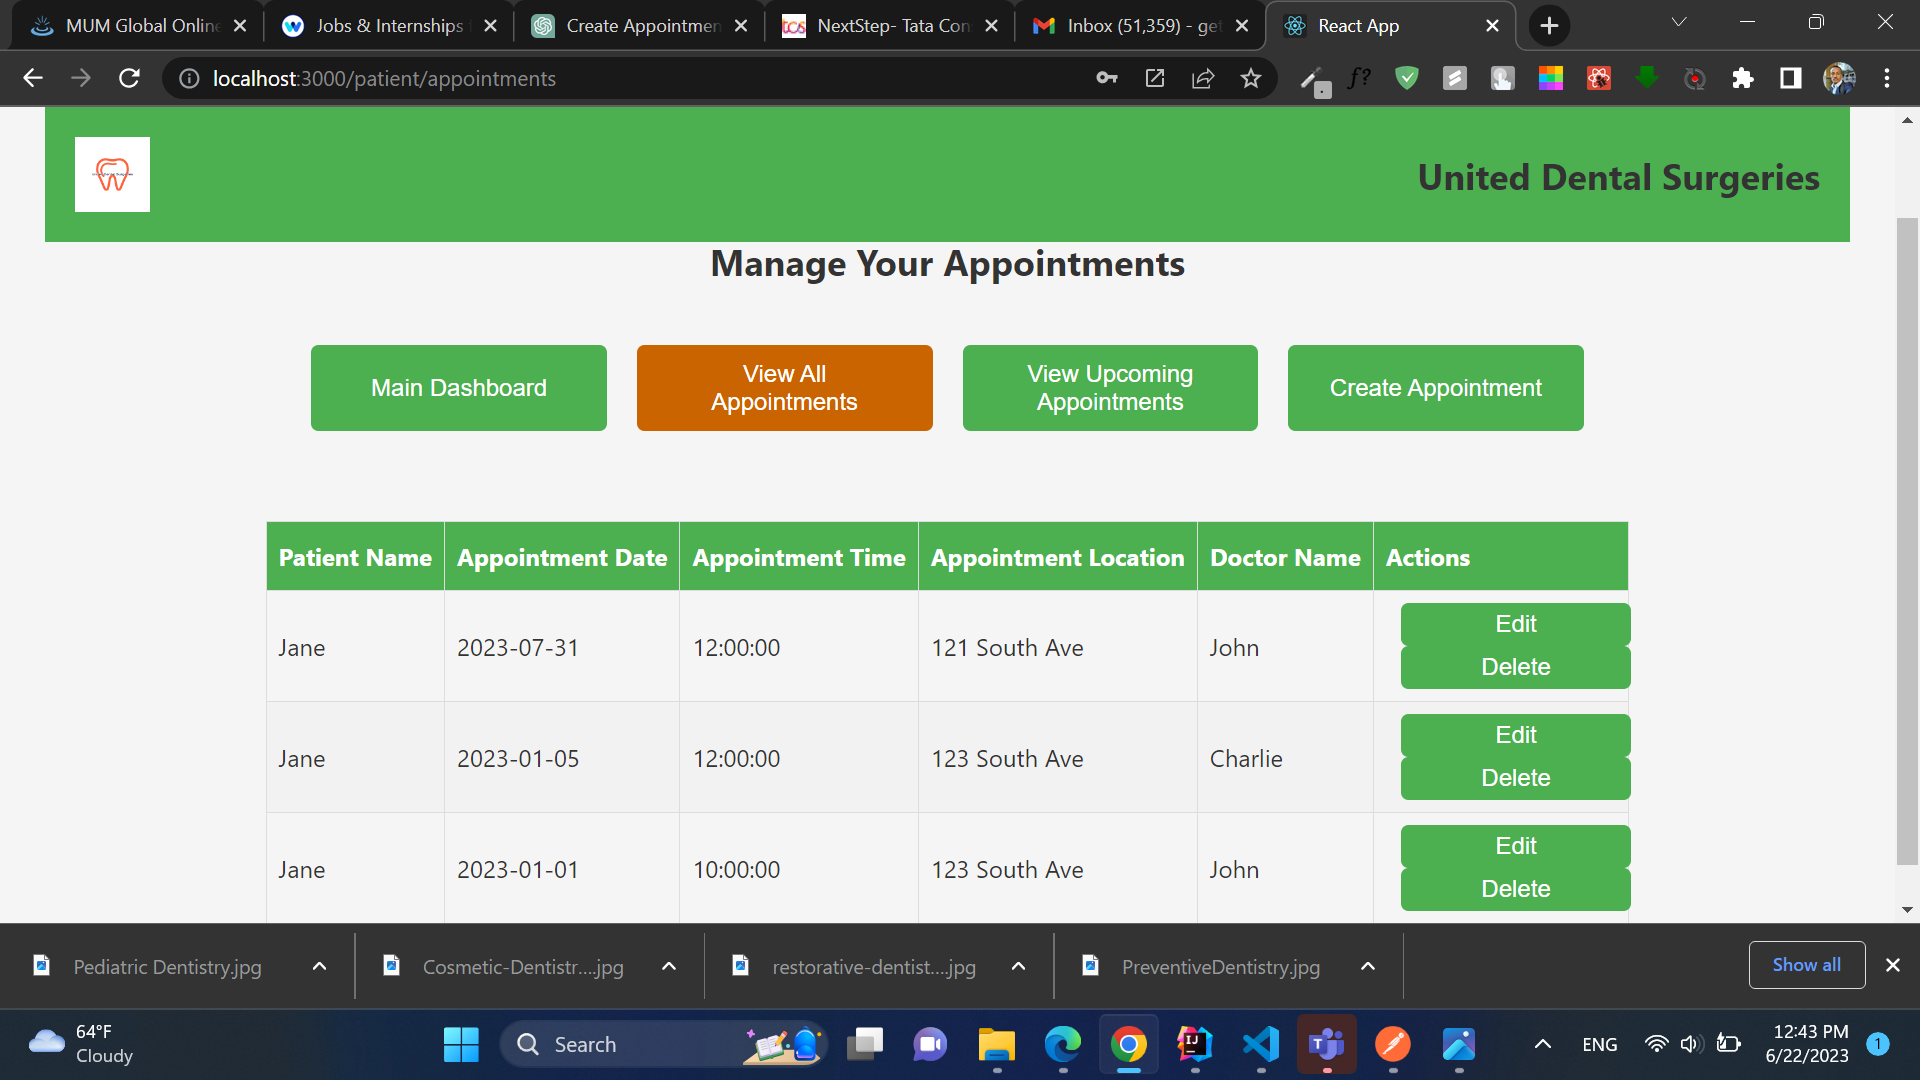 MUM Global Online
Jobs & Internships
Create Appointmen
NextStep- Tata Con
Inbox (51,359) - get
React App
localhost:3000/patient/appointments
f?
United Dental Surgeries
Manage Your Appointments
Main Dashboard
View All
Appointments
View Upcoming
Appointments
Create Appointment
Patient Name Appointment Date Appointment Time Appointment Location Doctor Name Actions
Jane 2023-07-31 12:00:00 121 South Ave John
Edit
Delete
Jane 2023-01-05 12:00:00 123 South Ave Charlie
Edit
Delete
Jane 2023-01-01 10:00:00 123 South Ave John
Edit
Delete
Pediatric Dentistry.jpg
Cosmetic-Dentistr....jpg
restorative-dentist....jpg
PreventiveDentistry.jpg
Show all
64°F
Cloudy
Search
ENG
12:43 PM
6/22/2023
1